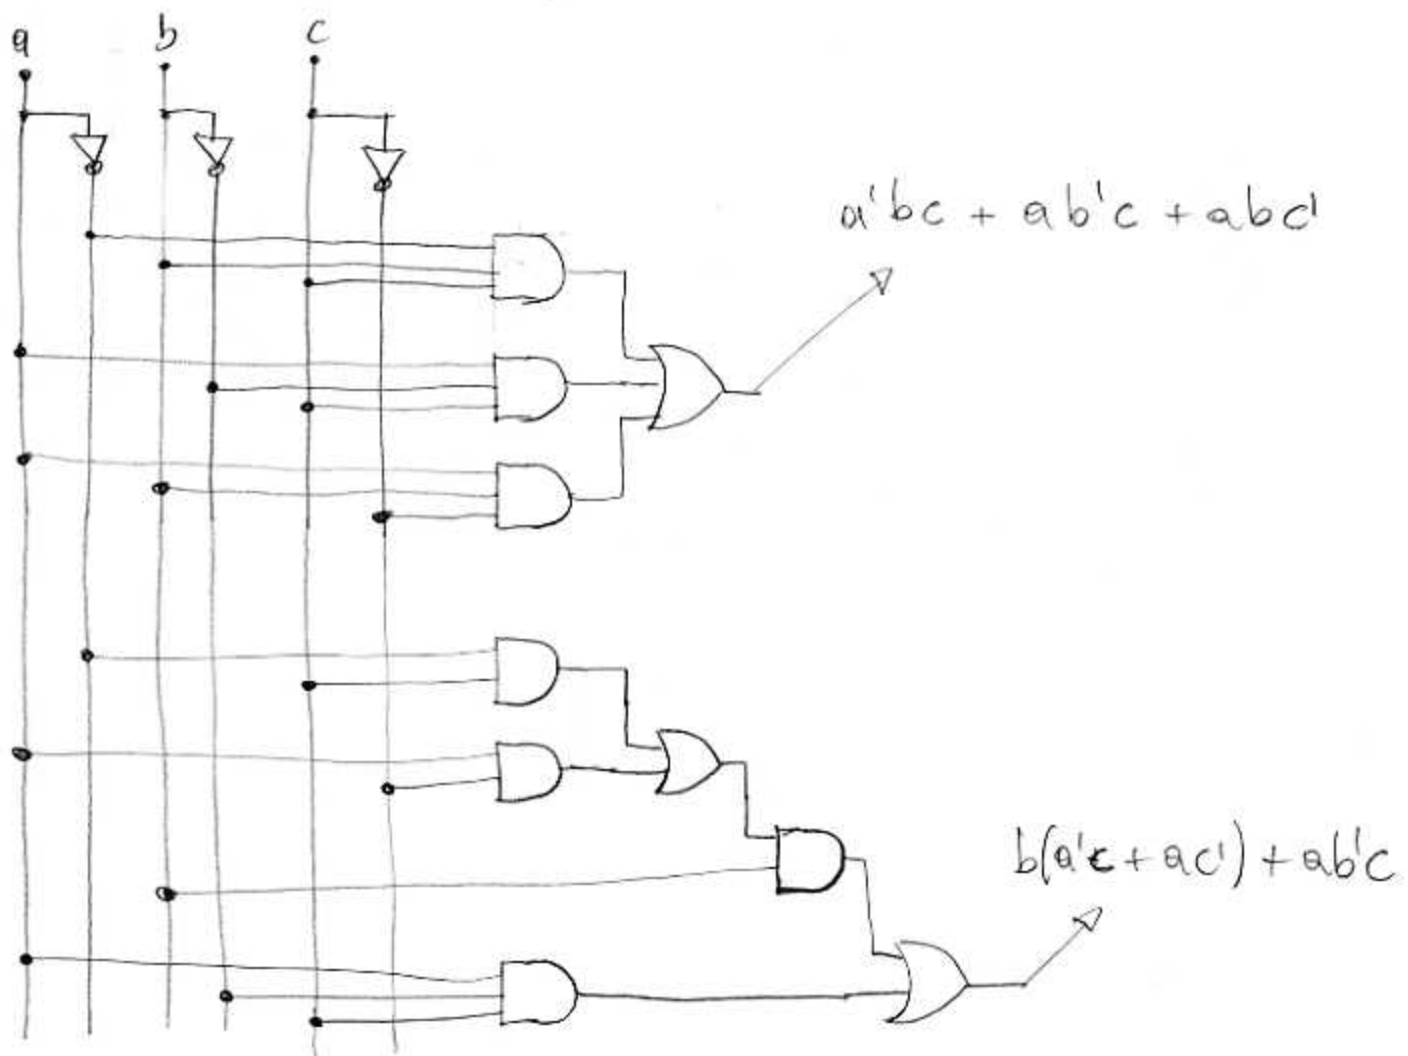 a b c
a'bc + ab'c + abc'
b(a'c + ac') + ab'c